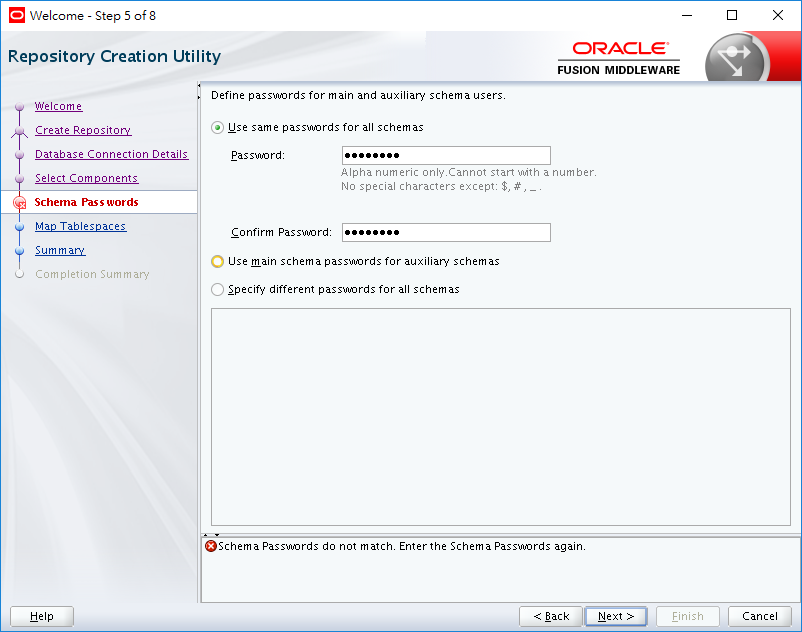 Welcome - Step 5 of 8
Repository Creation Utility
ORACLE
FUSION MIDDLEWARE
Welcome
Create Repository
Database Connection Details
Select Components
Schema Passwords
Map Tablespaces
Summary
Completion Summary
Define passwords for main and auxiliary schema users.
Use same passwords for all schemas
Password: ●●●●●●●●
Alpha numeric only.Cannot start with a number.
No special characters except: $, # , _ .
Confirm Password: ●●●●●●●●
Use main schema passwords for auxiliary schemas
Specify different passwords for all schemas
Schema Passwords do not match. Enter the Schema Passwords again.
Help
< Back
Next >
Finish
Cancel